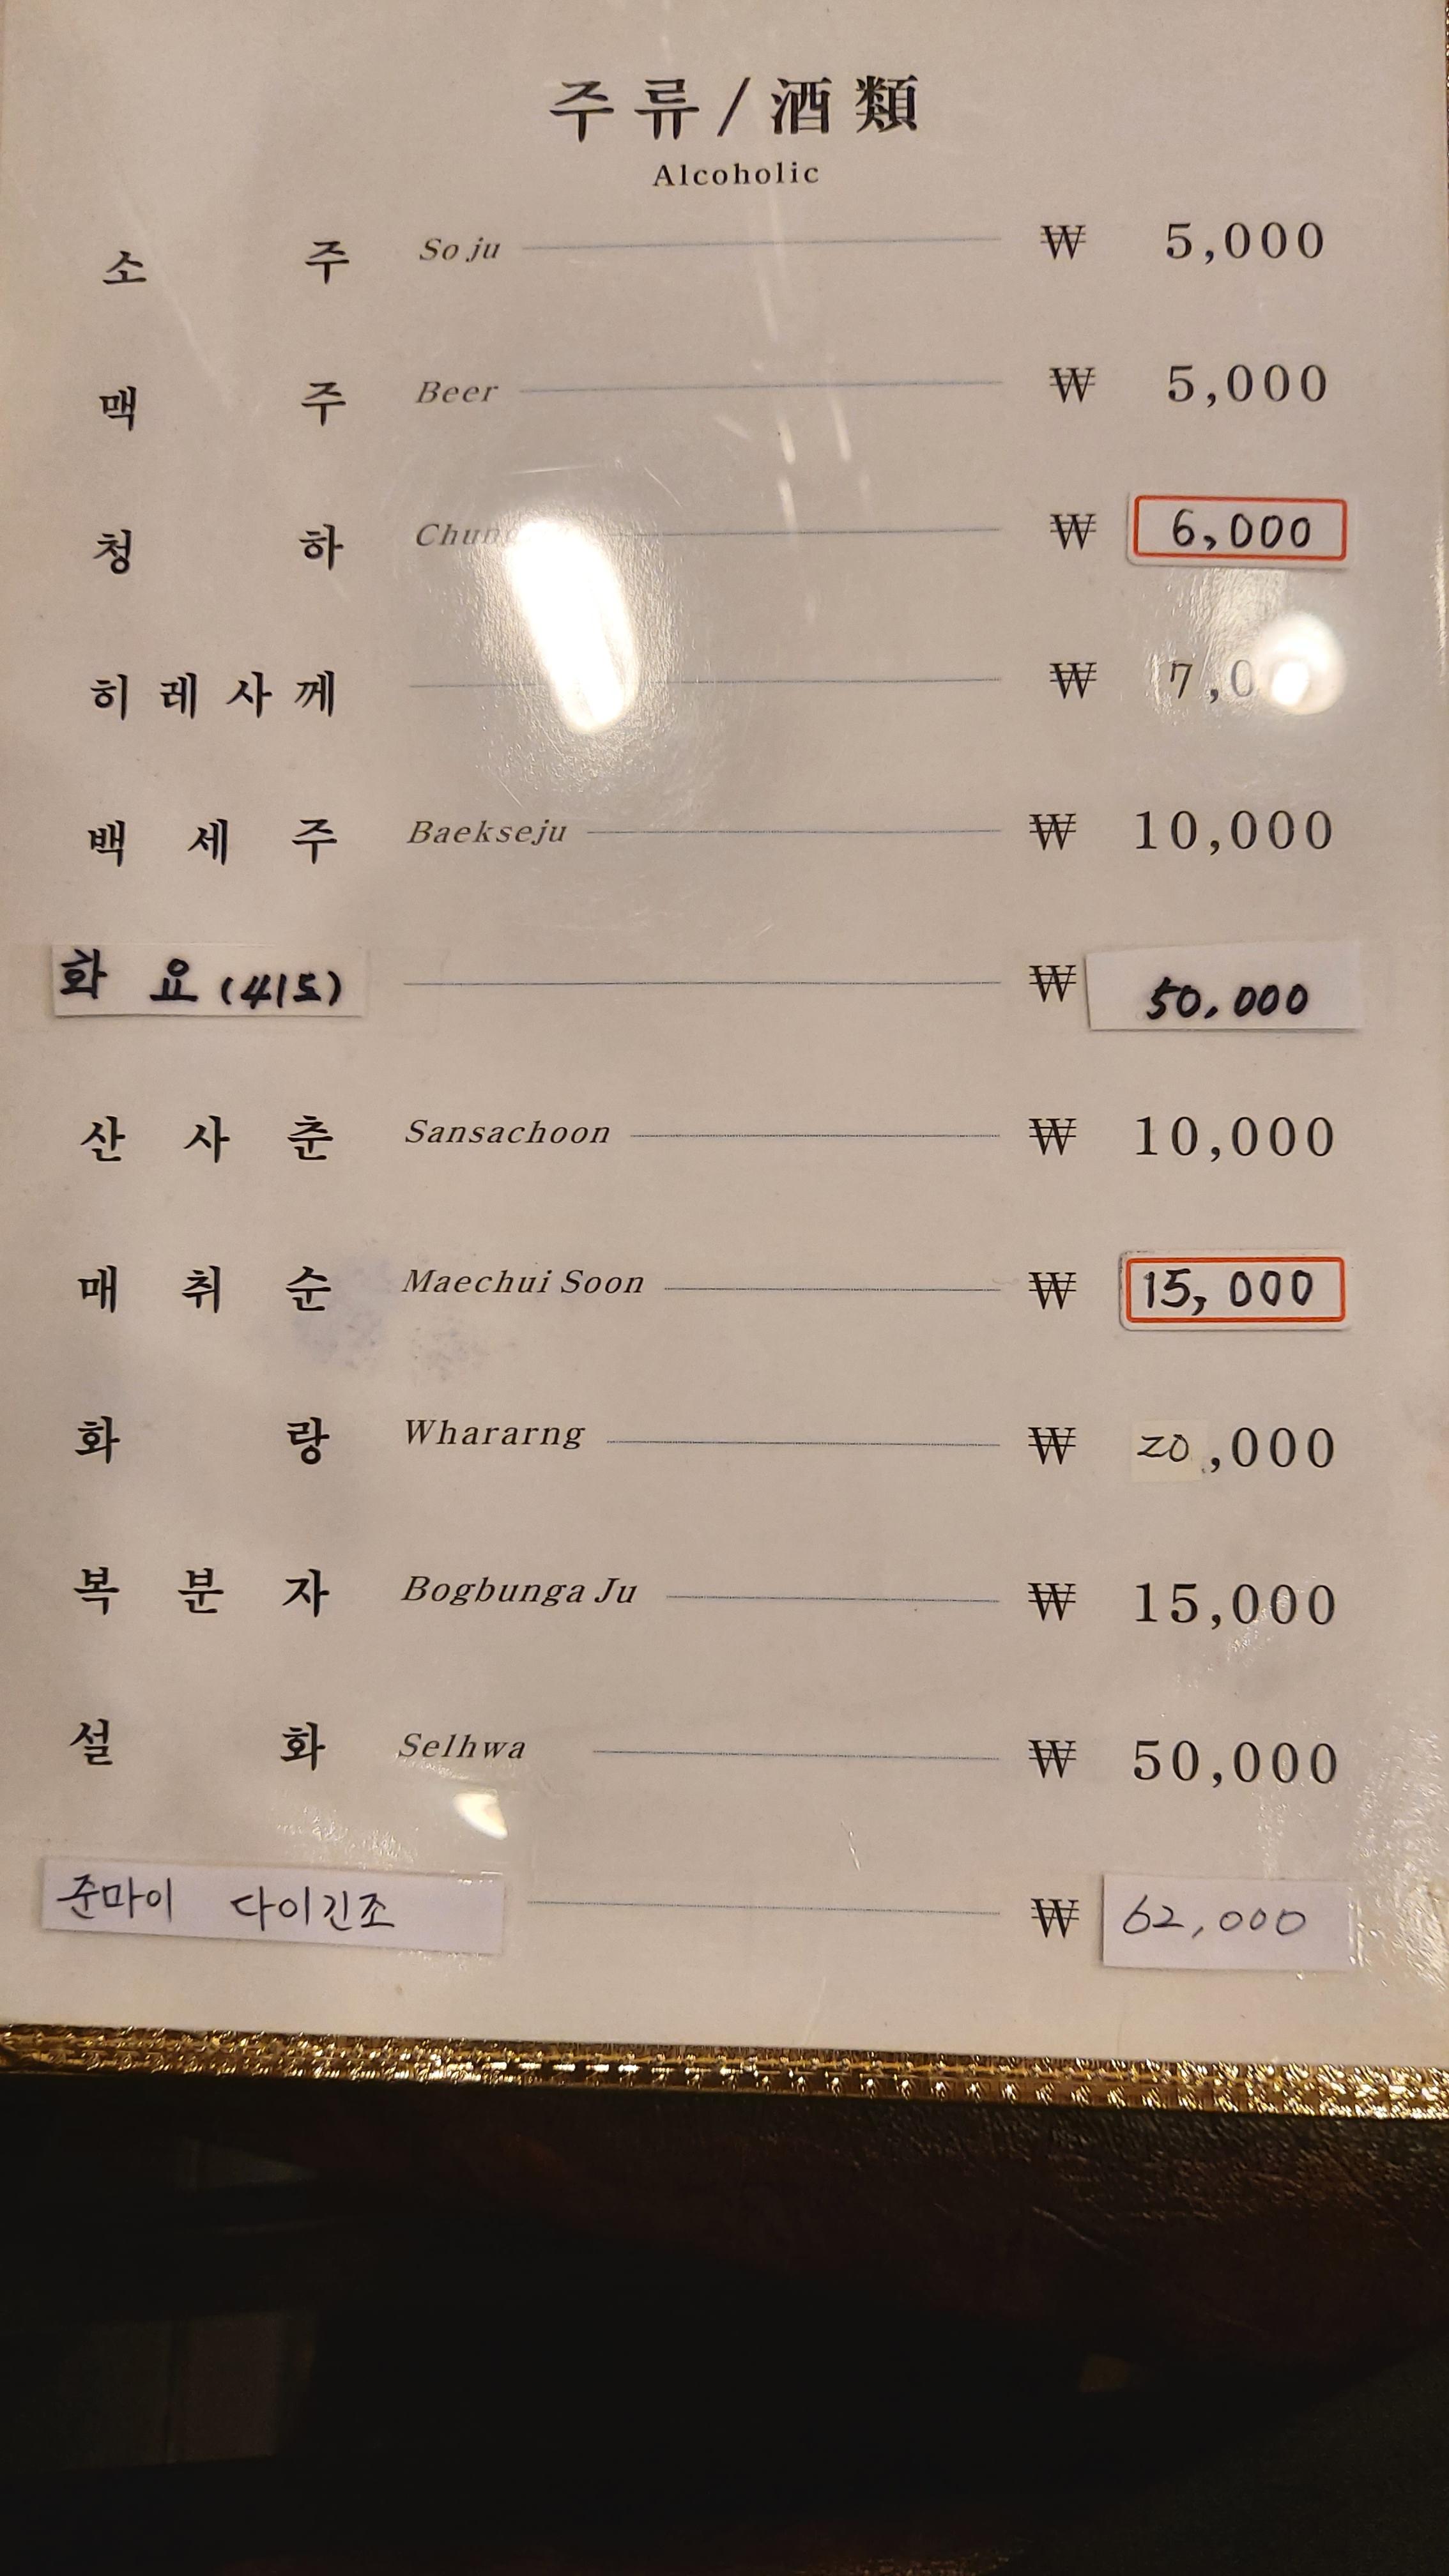 주류/酒類
Alcoholic
소주 So ju ₩ 5,000
맥주 Beer ₩ 5,000
청하 ₩ 6,000
히레사께 ₩
백세주 Baekseju ₩ 10,000
화요(41도) ₩ 50,000
산사춘 Sansachoon ₩ 10,000
매취순 Maechui Soon ₩ 15,000
화랑 Whararng ₩ 20,000
복분자 Bogbunga Ju ₩ 15,000
설화 Selhwa ₩ 50,000
준마이 다이긴조 ₩ 62,000